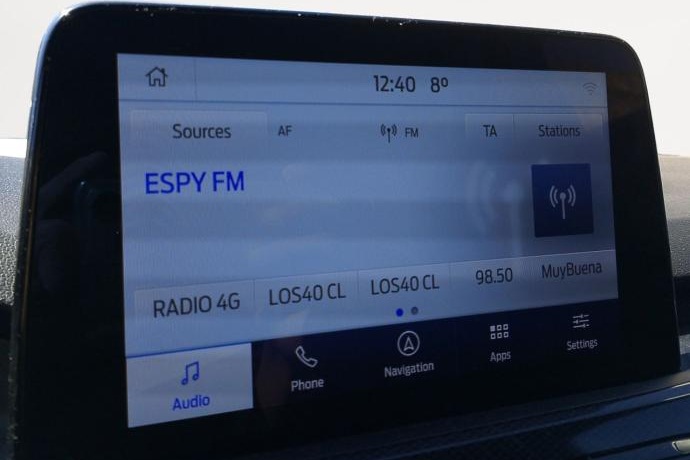 12:40 8º
Sources AF FM TA Stations
ESPY FM
RADIO 4G LOS40 CL LOS40 CL 98.50 MuyBuena
Audio Phone Navigation Apps Settings